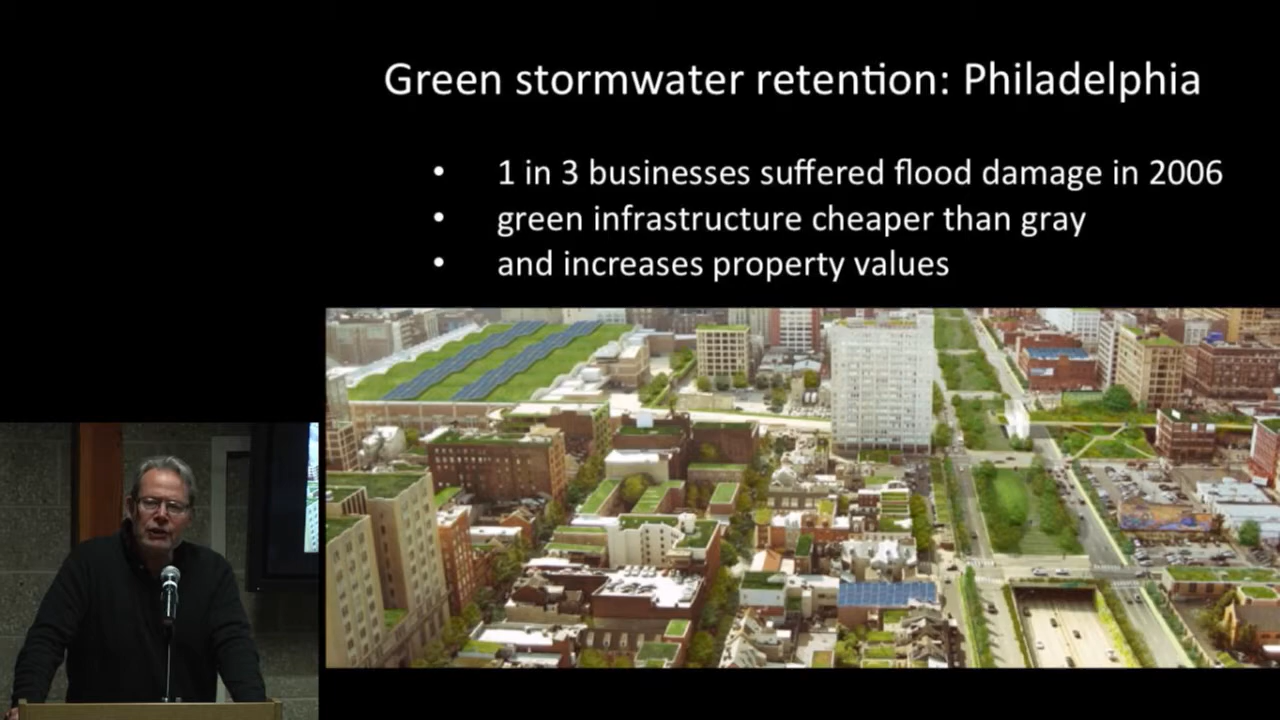 Green stormwater retention: Philadelphia
• 1 in 3 businesses suffered flood damage in 2006
• green infrastructure cheaper than gray
• and increases property values